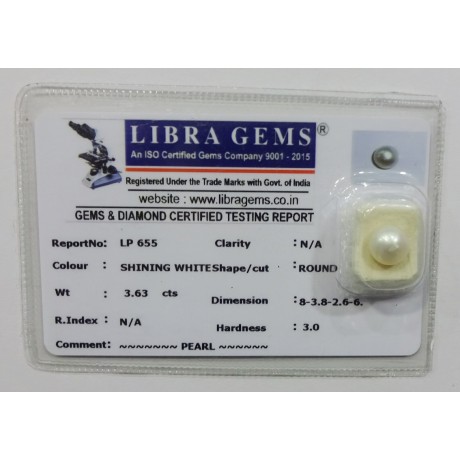 LIBRA GEMS®
An ISO Certified Gems Company 9001 - 2015
Registered Under the Trade Marks with Govt. of India
website : www.libragems.co.in
GEMS & DIAMOND CERTIFIED TESTING REPORT
ReportNo: LP 655 Clarity : N/A
Colour : SHINING WHITE Shape/cut : ROUND
Wt : 3.63 cts Dimension : 8-3.8-2.6-6.
R.Index : N/A Hardness : 3.0
Comment: ~~~~~~~ PEARL ~~~~~~